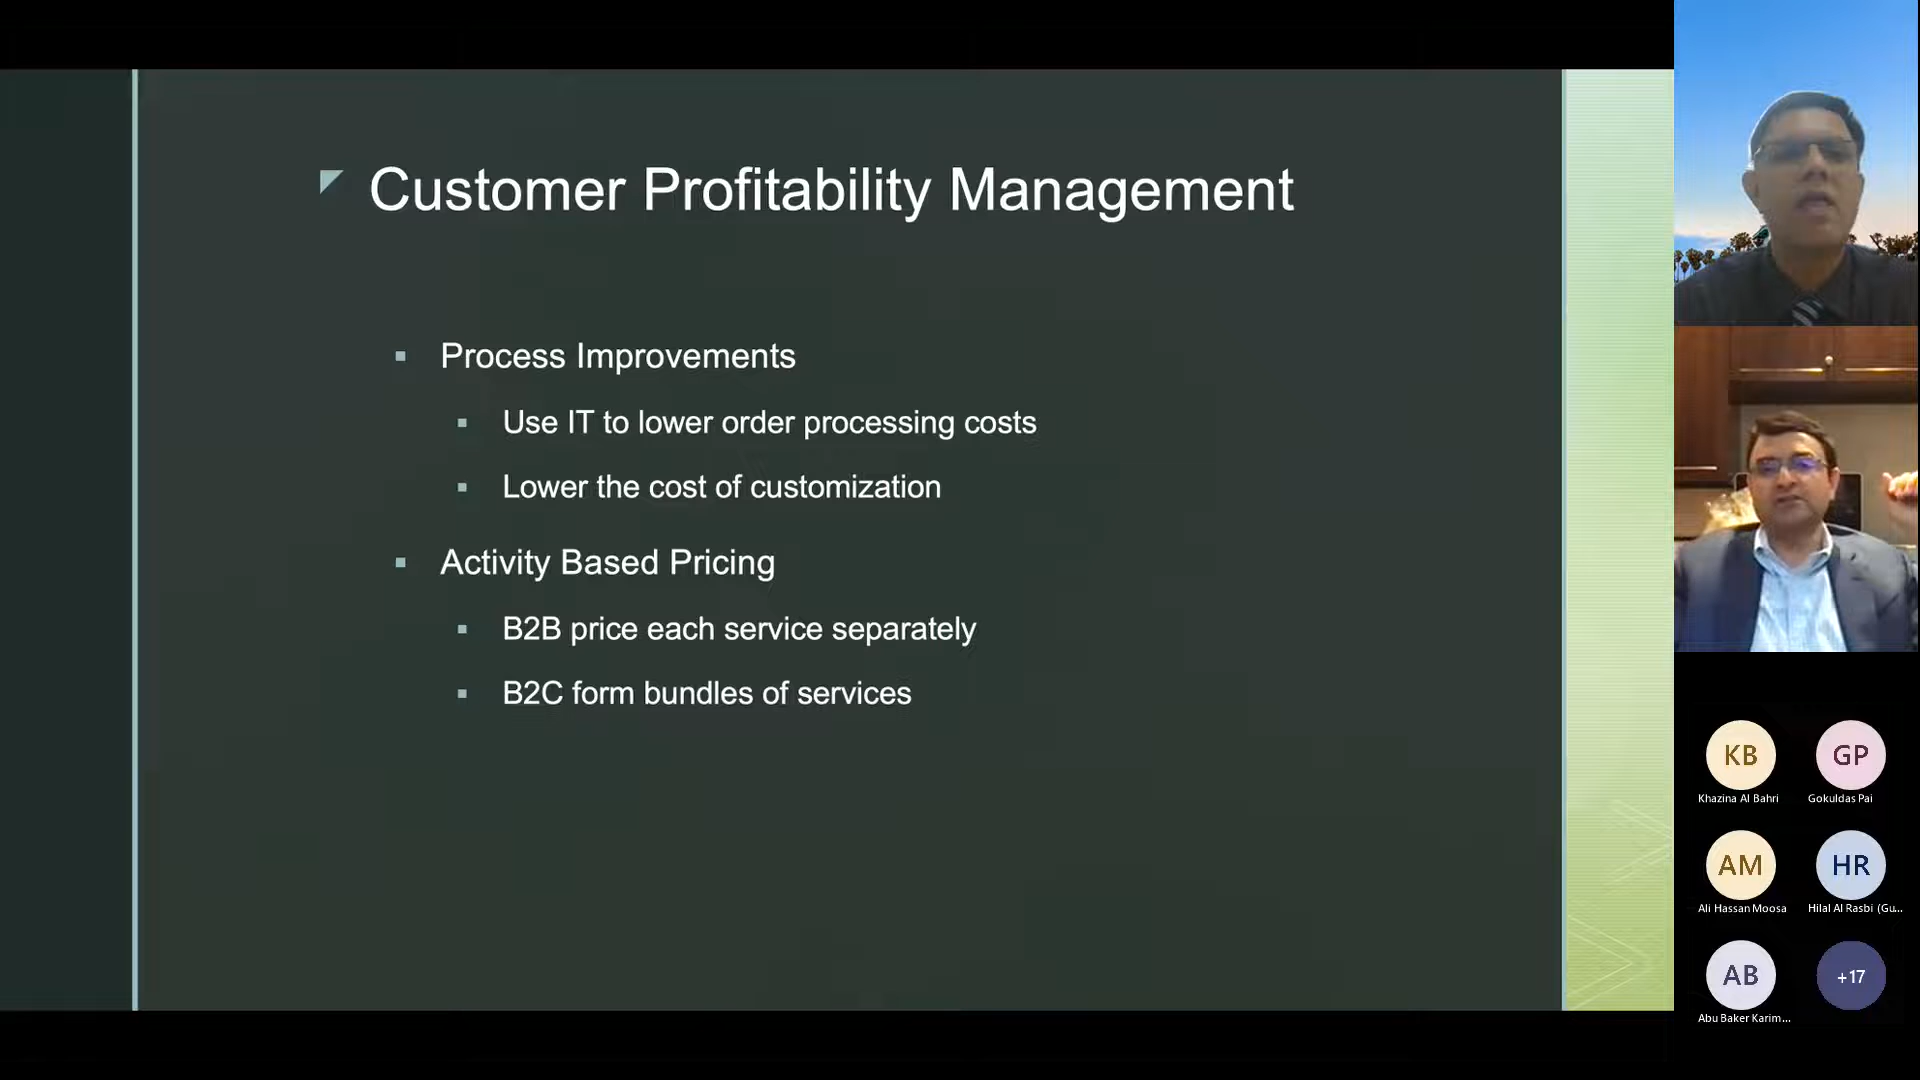 Customer Profitability Management
Process Improvements
Use IT to lower order processing costs
Lower the cost of customization
Activity Based Pricing
B2B price each service separately
B2C form bundles of services
KB
Khazina Al Bahri
GP
Gokuldas Pai
AM
Ali Hassan Moosa
HR
Hilal Al Rasbi (Gu...
AB
Abu Baker Karim...
+17